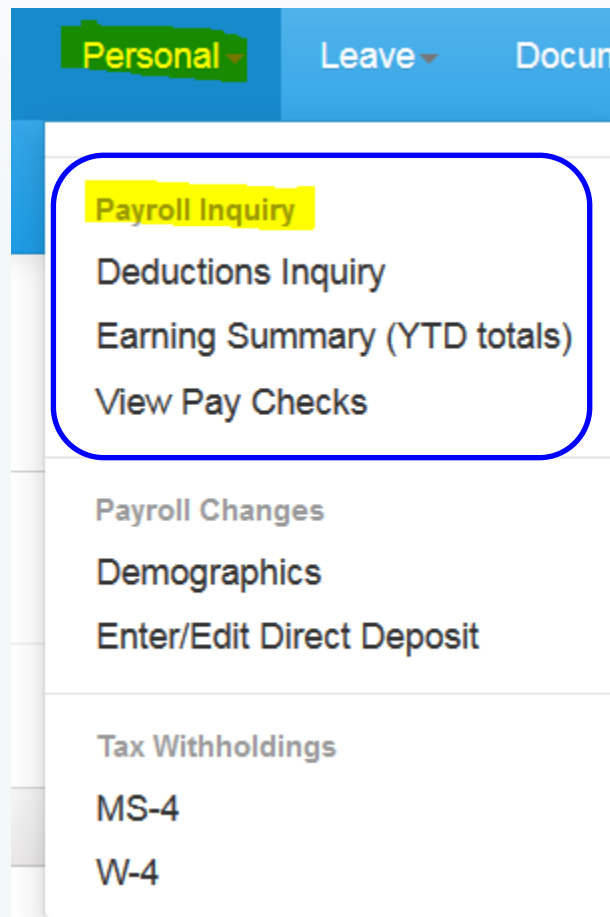 Personal Leave Docum
Payroll Inquiry
Deductions Inquiry
Earning Summary (YTD totals)
View Pay Checks
Payroll Changes
Demographics
Enter/Edit Direct Deposit
Tax Withholdings
MS-4
W-4